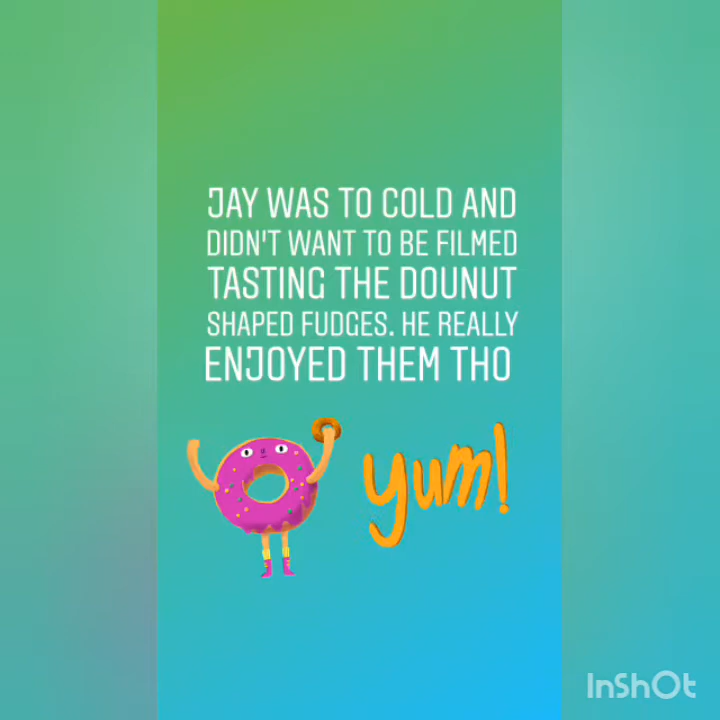 JAY WAS TO COLD AND
DIDN'T WANT TO BE FILMED
TASTING THE DOUNUT
SHAPED FUDGES. HE REALLY
ENJOYED THEM THO
yum!
InShOt